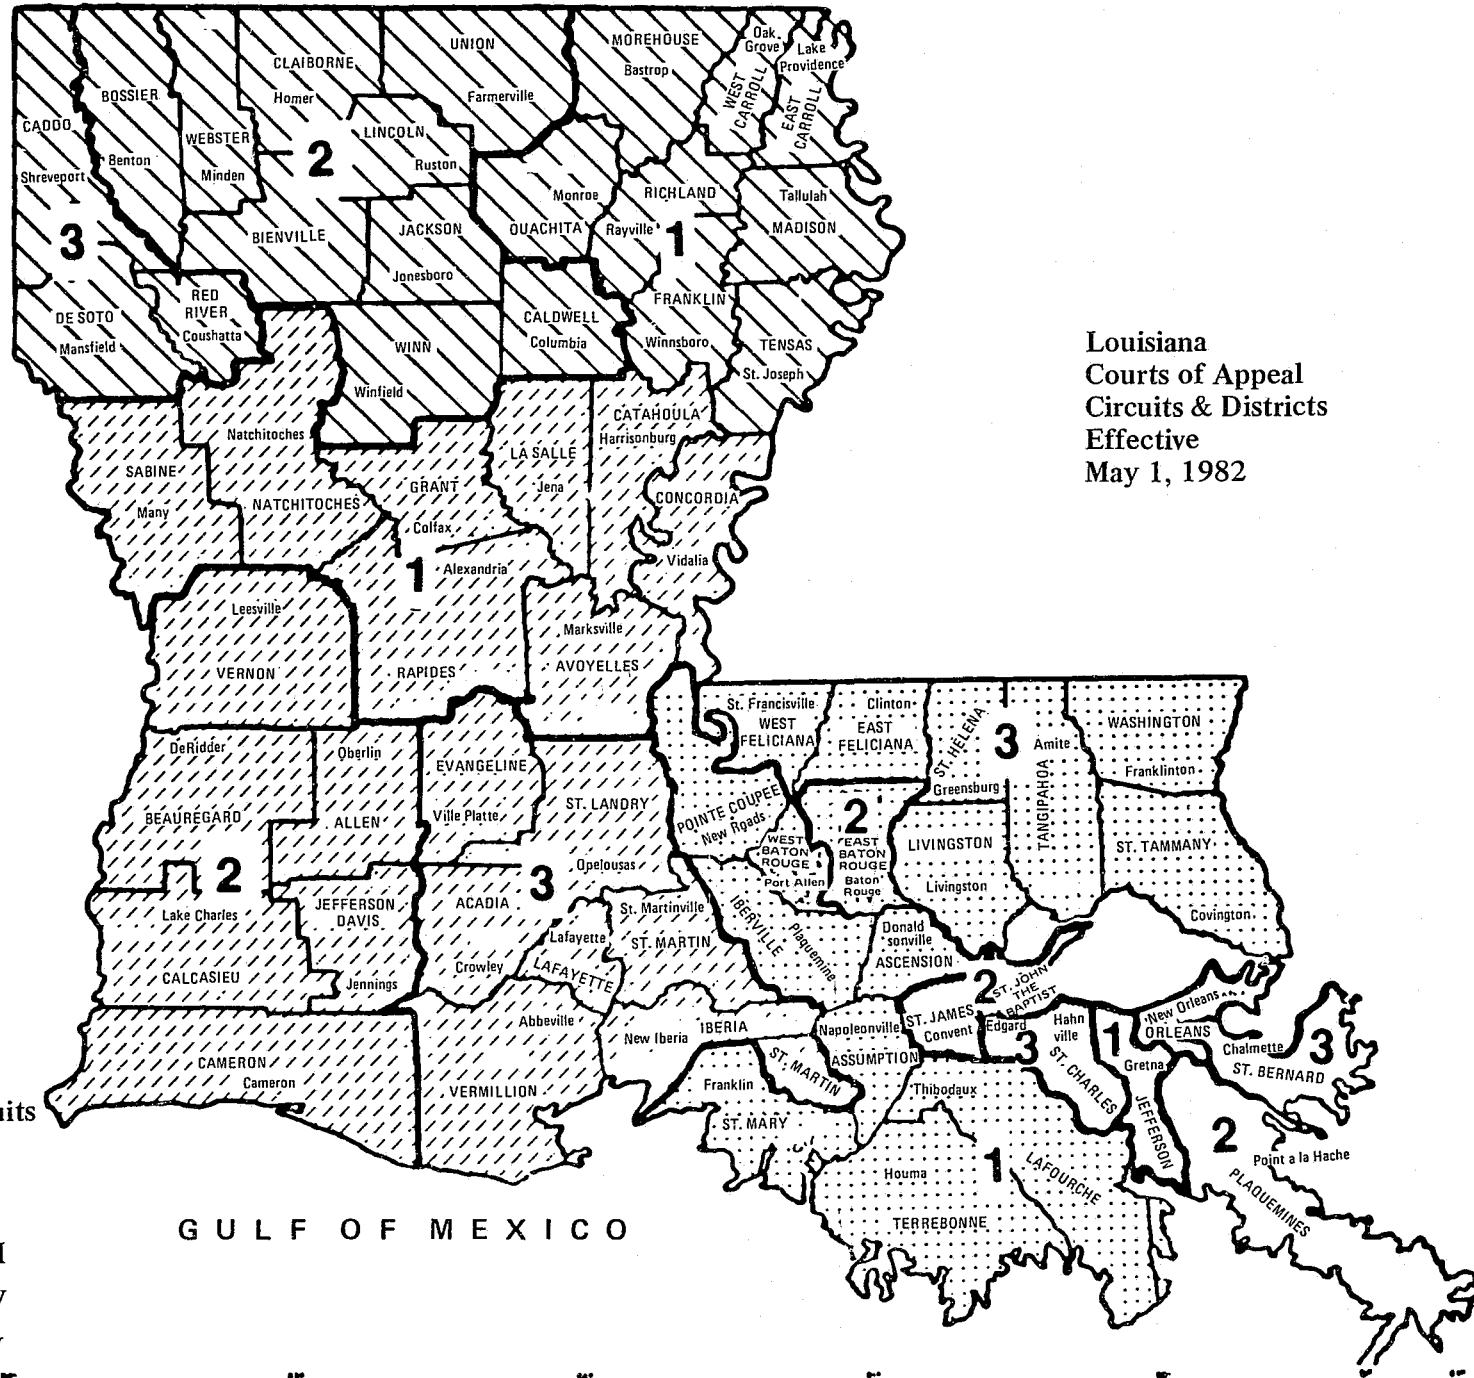 Louisiana
Courts of Appeal
Circuits & Districts
Effective
May 1, 1982
CADDO
Shreveport
BOSSIER
Benton
WEBSTER
Minden
CLAIBORNE
Homer
UNION
Farmerville
LINCOLN
Ruston
2
MOREHOUSE
Bastrop
Oak
Grove
WEST
CARROLL
Lake
Providence
EAST
CARROLL
3
BIENVILLE
JACKSON
Jonesboro
Monroe
OUACHITA
RICHLAND
Rayville
1
Tallulah
MADISON
DE SOTO
Mansfield
RED
RIVER
Coushatta
WINN
Winfield
CALDWELL
Columbia
FRANKLIN
Winnsboro
TENSAS
St. Joseph
Natchitoches
NATCHITOCHES
SABINE
Many
GRANT
Colfax
LA SALLE
Jena
CATAHOULA
Harrisonburg
CONCORDIA
Vidalia
1
Alexandria
RAPIDES
Leesville
VERNON
Marksville
AVOYELLES
DeRidder
BEAUREGARD
Oberlin
ALLEN
EVANGELINE
Ville Platte
ST. LANDRY
Opelousas
2
3
Lake Charles
CALCASIEU
JEFFERSON
DAVIS
Jennings
ACADIA
Crowley
Lafayette
LAFAYETTE
St. Martinville
ST. MARTIN
CAMERON
Cameron
Abbeville
VERMILLION
New Iberia
IBERIA
St. Francisville
WEST
FELICIANA
Clinton
EAST
FELICIANA
ST. HELENA
Greensburg
3
Amite
TANGIPAHOA
WASHINGTON
Franklinton
POINTE COUPEE
New Roads
WEST
BATON
ROUGE
Port Allen
2
EAST
BATON
ROUGE
Baton
Rouge
LIVINGSTON
Livingston
ST. TAMMANY
Covington
IBERVILLE
Plaquemine
Donald
sonville
ASCENSION
2
ST. JOHN
THE
BAPTIST
Edgard
ST. JAMES
Convent
Napoleonville
ASSUMPTION
ST. MARTIN
Franklin
ST. MARY
Hahn
ville
3
ST. CHARLES
1
Gretna
JEFFERSON
New Orleans
ORLEANS
Chalmette
3
ST. BERNARD
Thibodaux
1
LAFOURCHE
Houma
TERREBONNE
2
Point a la Hache
PLAQUEMINES
GULF OF MEXICO
uits